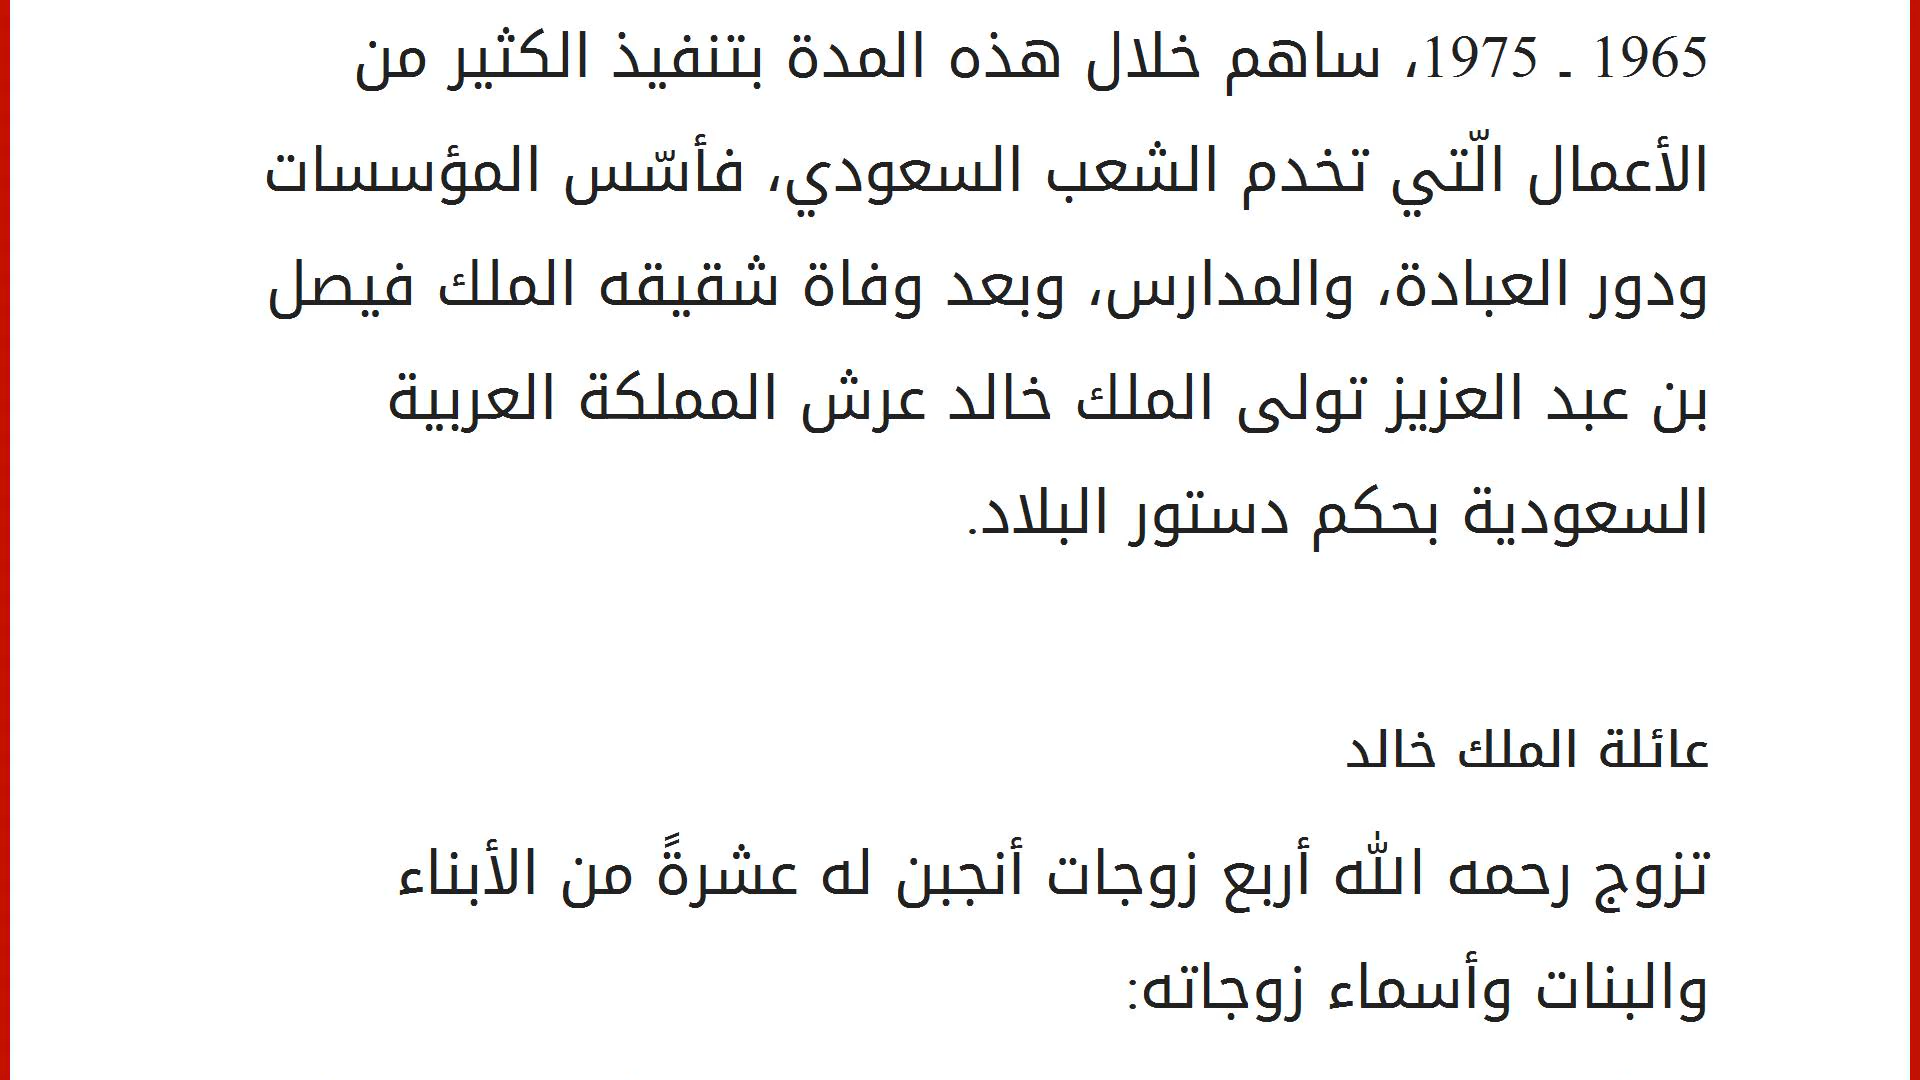 1965 ـ 1975، ساهم خلال هذه المدة بتنفيذ الكثير من
الأعمال الّتي تخدم الشعب السعودي، فأسّس المؤسسات
ودور العبادة، والمدارس، وبعد وفاة شقيقه الملك فيصل
بن عبد العزيز تولى الملك خالد عرش المملكة العربية
السعودية بحكم دستور البلاد.
عائلة الملك خالد
تزوج رحمه الله أربع زوجات أنجبن له عشرةً من الأبناء
والبنات وأسماء زوجاته: